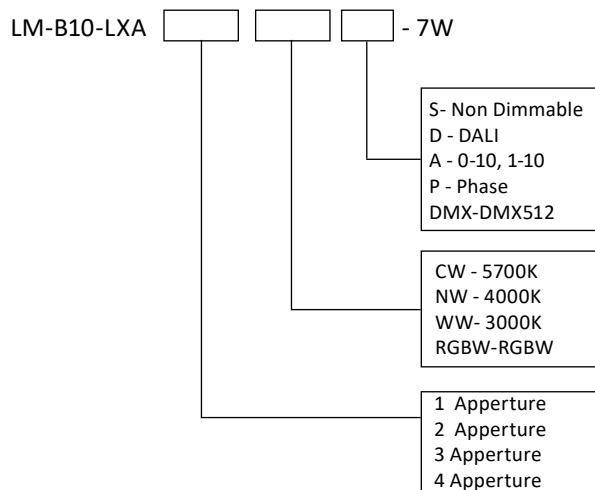 LM-B10-LXA - 7W
S- Non Dimmable
D - DALI
A - 0-10, 1-10
P - Phase
DMX-DMX512
CW - 5700K
NW - 4000K
WW- 3000K
RGBW-RGBW
1 Apperture
2 Apperture
3 Apperture
4 Apperture